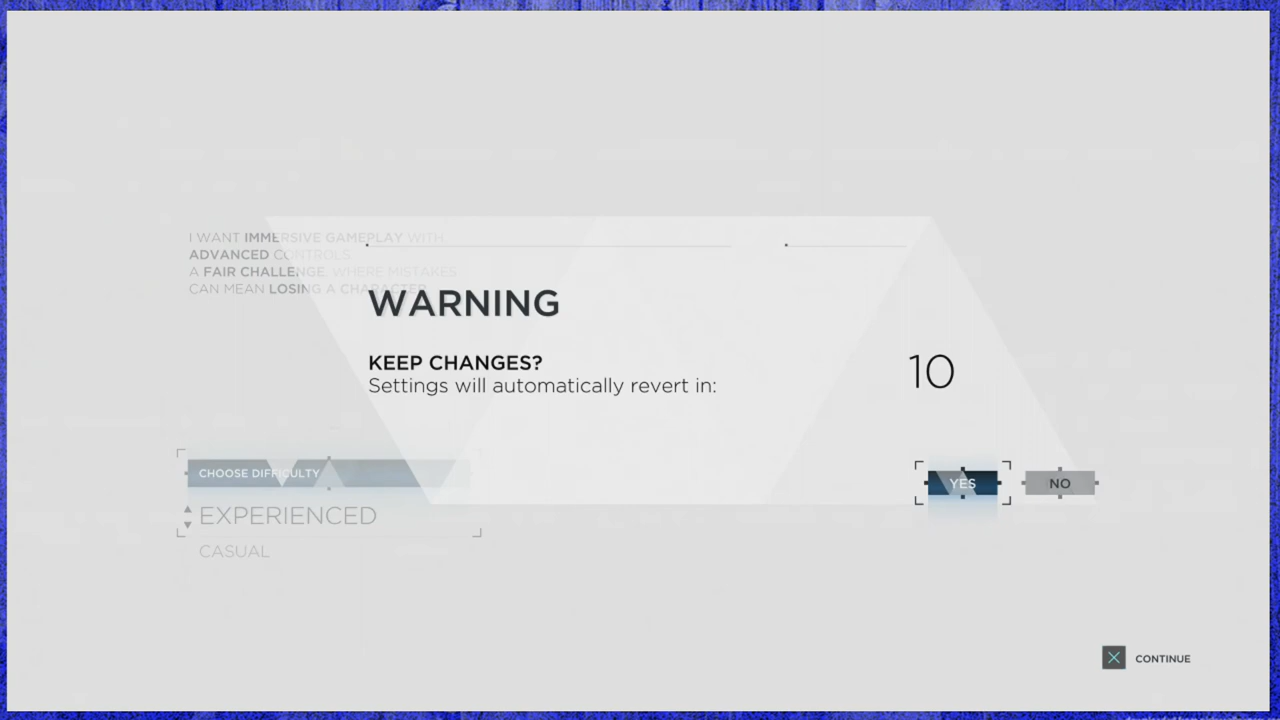 I WANT IMMERSIVE GAMEPLAY WITH
ADVANCED CONTROLS
A FAIR CHALLENGE, WHERE MISTAKES
CAN MEAN LOSING A CHARACTER
WARNING
KEEP CHANGES?
Settings will automatically revert in:
10
CHOOSE DIFFICULTY
EXPERIENCED
CASUAL
YES
NO
CONTINUE